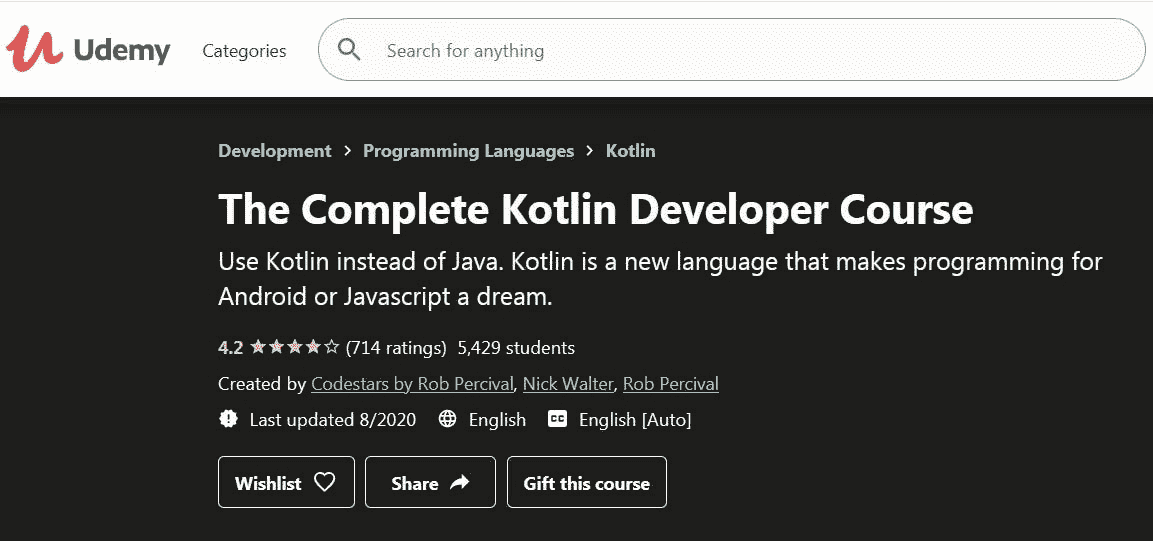 Udemy Categories Search for anything
Development > Programming Languages > Kotlin
The Complete Kotlin Developer Course
Use Kotlin instead of Java. Kotlin is a new language that makes programming for
Android or Javascript a dream.
4.2 (714 ratings) 5,429 students
Created by Codestars by Rob Percival, Nick Walter, Rob Percival
Last updated 8/2020 English CC English [Auto]
Wishlist Share Gift this course